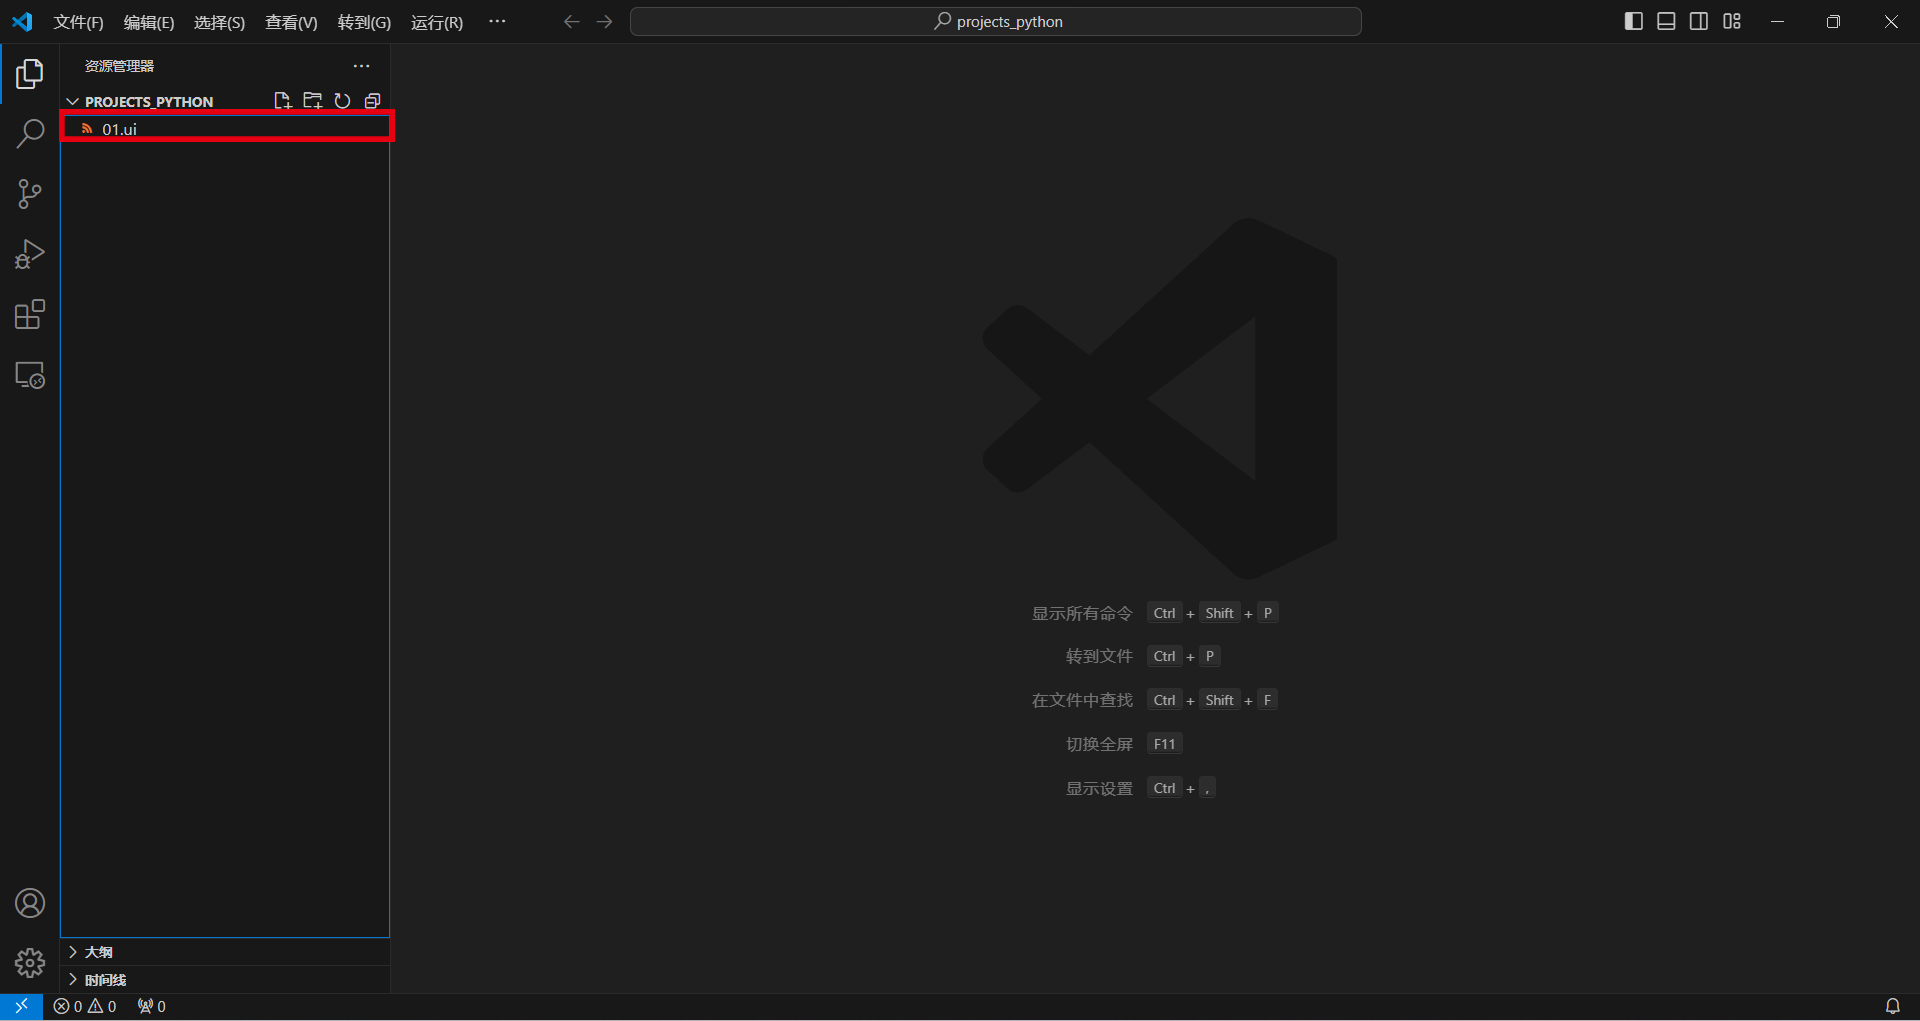 文件(F) 编辑(E) 选择(S) 查看(V) 转到(G) 运行(R) ··· projects_python
资源管理器 ···
PROJECTS_PYTHON
01.ui
显示所有命令 Ctrl + Shift + P
转到文件 Ctrl + P
在文件中查找 Ctrl + Shift + F
切换全屏 F11
显示设置 Ctrl + ,
大纲
时间线
0 0 0